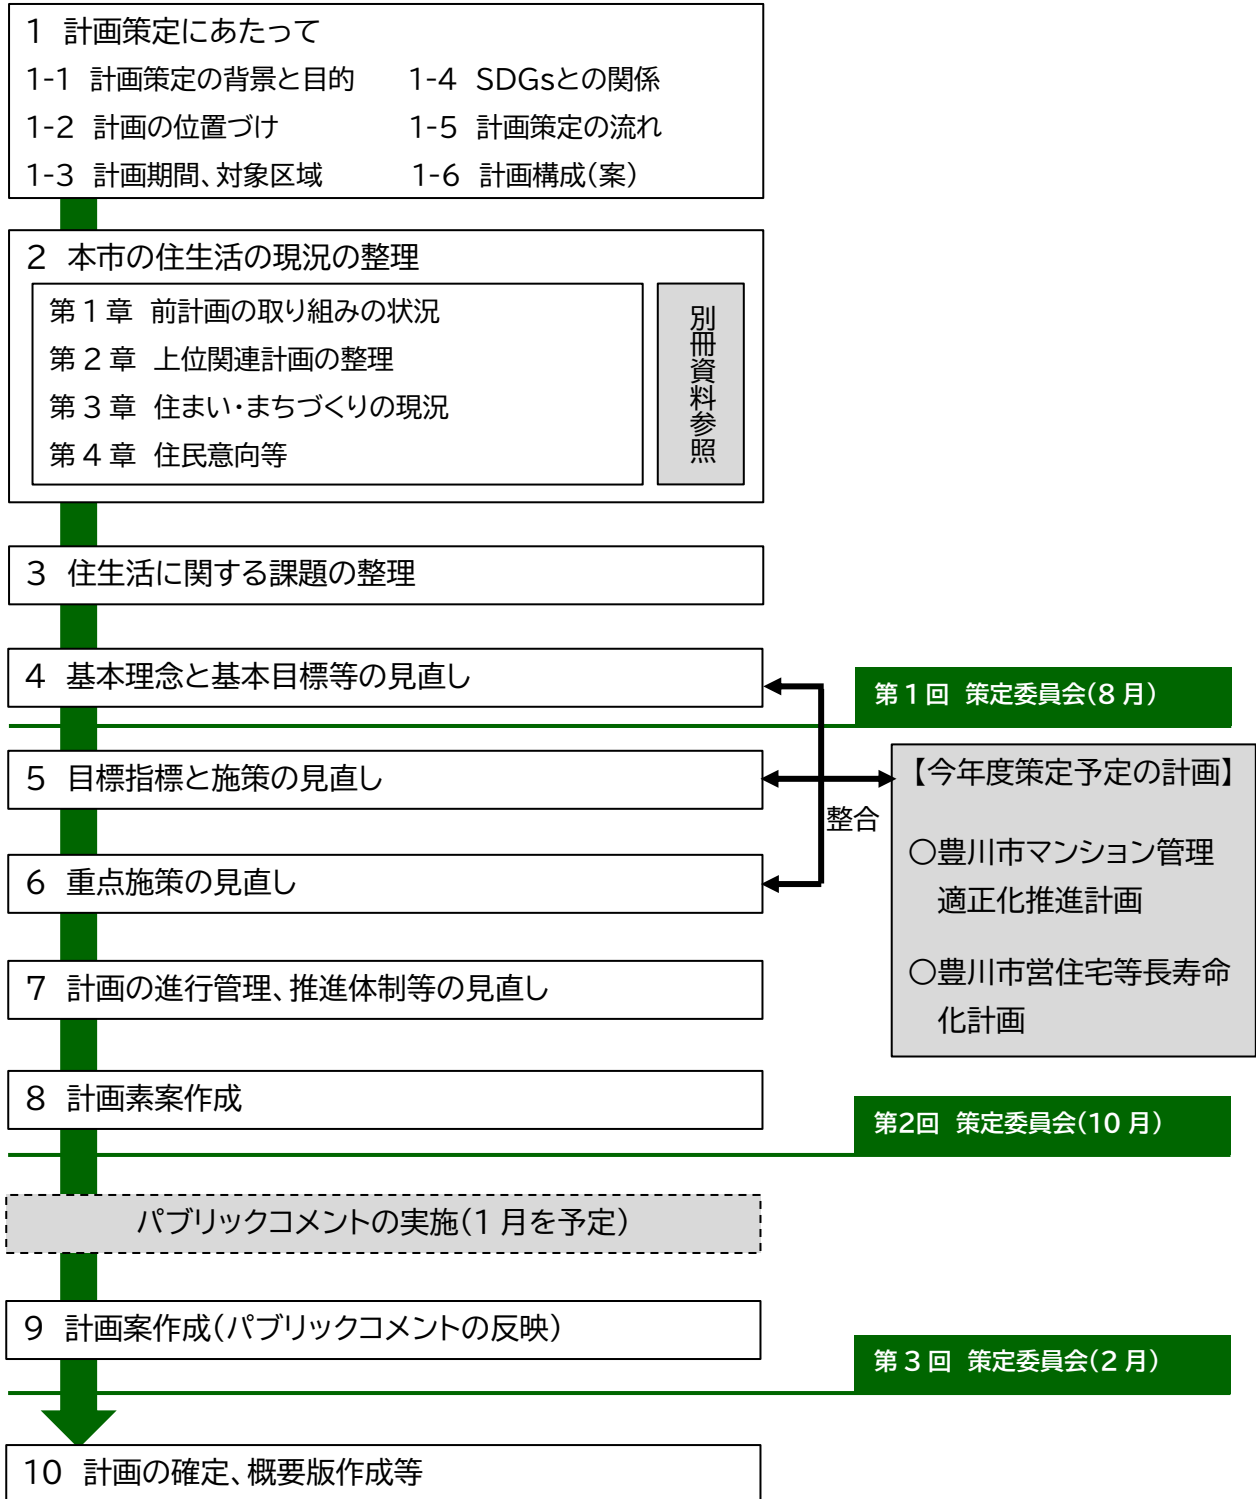 1 計画策定にあたって
1-1 計画策定の背景と目的
1-4 SDGsとの関係
1-2 計画の位置づけ
1-5 計画策定の流れ
1-3 計画期間、対象区域
1-6 計画構成(案)
2 本市の住生活の現況の整理
第1章 前計画の取り組みの状況
第2章 上位関連計画の整理
第3章 住まい・まちづくりの現況
第4章 住民意向等
別冊資料参照
3 住生活に関する課題の整理
4 基本理念と基本目標等の見直し
第1回 策定委員会(8月)
5 目標指標と施策の見直し
整合
【今年度策定予定の計画】
○豊川市マンション管理
適正化推進計画
○豊川市営住宅等長寿命
化計画
6 重点施策の見直し
7 計画の進行管理、推進体制等の見直し
8 計画素案作成
第2回 策定委員会(10月)
パブリックコメントの実施(1月を予定)
9 計画案作成(パブリックコメントの反映)
第3回 策定委員会(2月)
10 計画の確定、概要版作成等